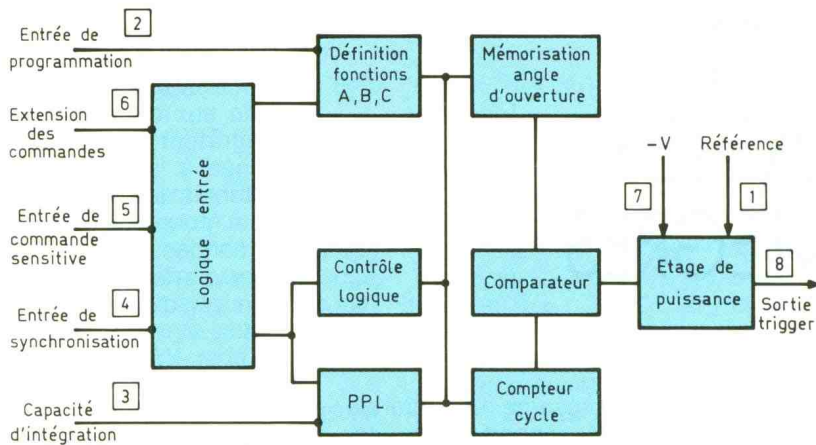 Entrée de
programmation
2
Extension
des
commandes
6
Entrée de
commande
sensitive
5
Entrée de
synchronisation
4
Capacité
d'intégration
3
Logique entrée
Définition
fonctions
A,B,C
Contrôle
logique
PPL
Mémorisation
angle
d'ouverture
Comparateur
Compteur
cycle
-V
7
Référence
1
Etage de
puissance
8
Sortie
trigger